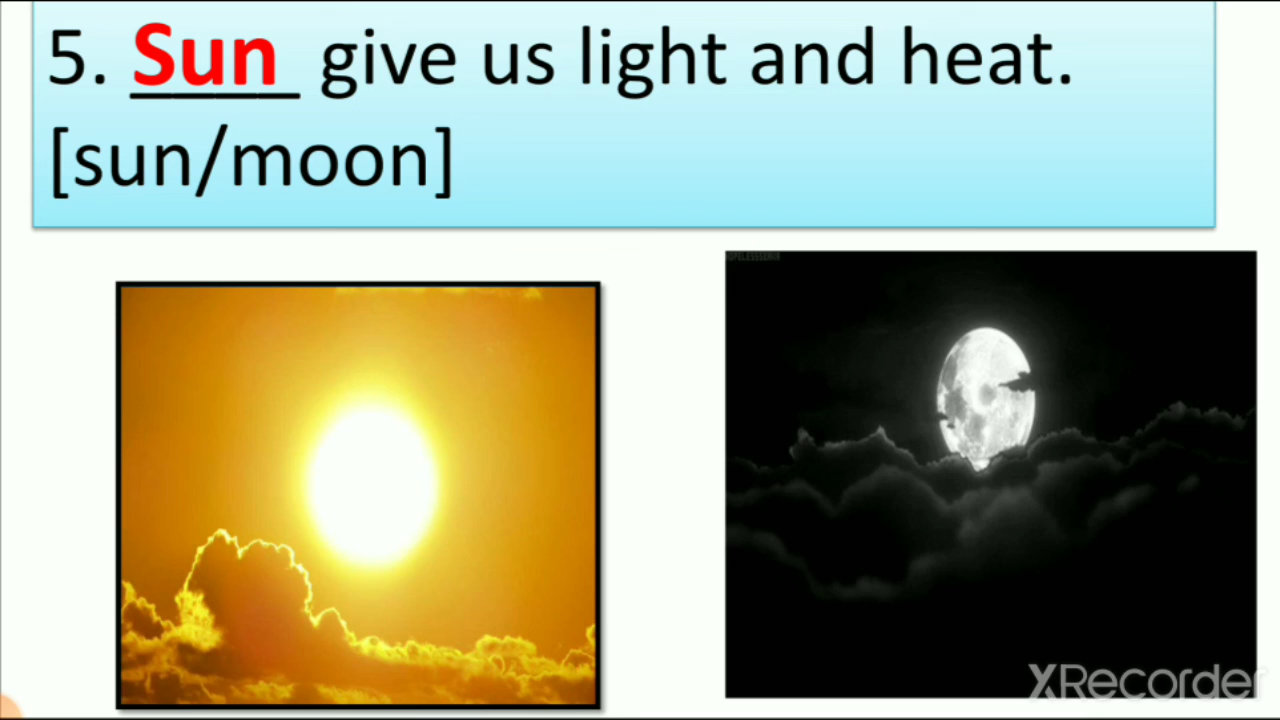 5. Sun give us light and heat.
[sun/moon]
XRecorder